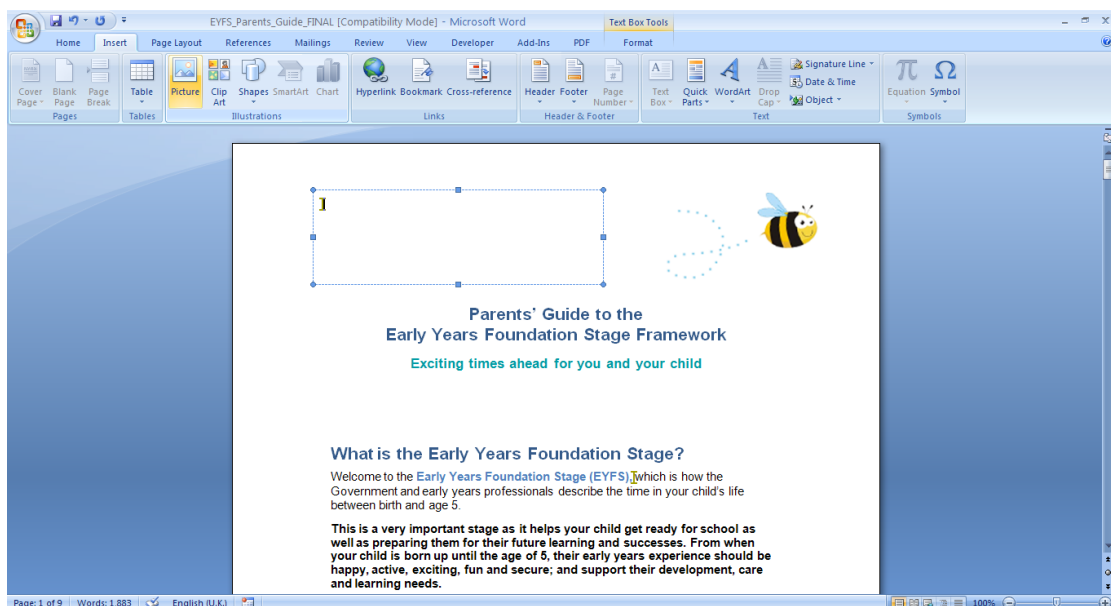 EYFS_Parents_Guide_FINAL [Compatibility Mode] - Microsoft Word
Text Box Tools
Home Insert Page Layout References Mailings Review View Developer Add-Ins PDF Format
Cover Page
Blank Page
Page Break
Table
Picture
Clip Art
Shapes
SmartArt
Chart
Hyperlink
Bookmark
Cross-reference
Header
Footer
Page Number
Text Box
Quick Parts
WordArt
Drop Cap
Signature Line
Date & Time
Object
Equation
Symbol
Pages Tables Illustrations Links Header & Footer Text Symbols
Parents' Guide to the
Early Years Foundation Stage Framework
Exciting times ahead for you and your child
What is the Early Years Foundation Stage?
Welcome to the Early Years Foundation Stage (EYFS), which is how the
Government and early years professionals describe the time in your child's life
between birth and age 5.
This is a very important stage as it helps your child get ready for school as
well as preparing them for their future learning and successes. From when
your child is born up until the age of 5, their early years experience should be
happy, active, exciting, fun and secure; and support their development, care
and learning needs.
Page: 1 of 9 Words: 1,883 English (U.K.) 100%